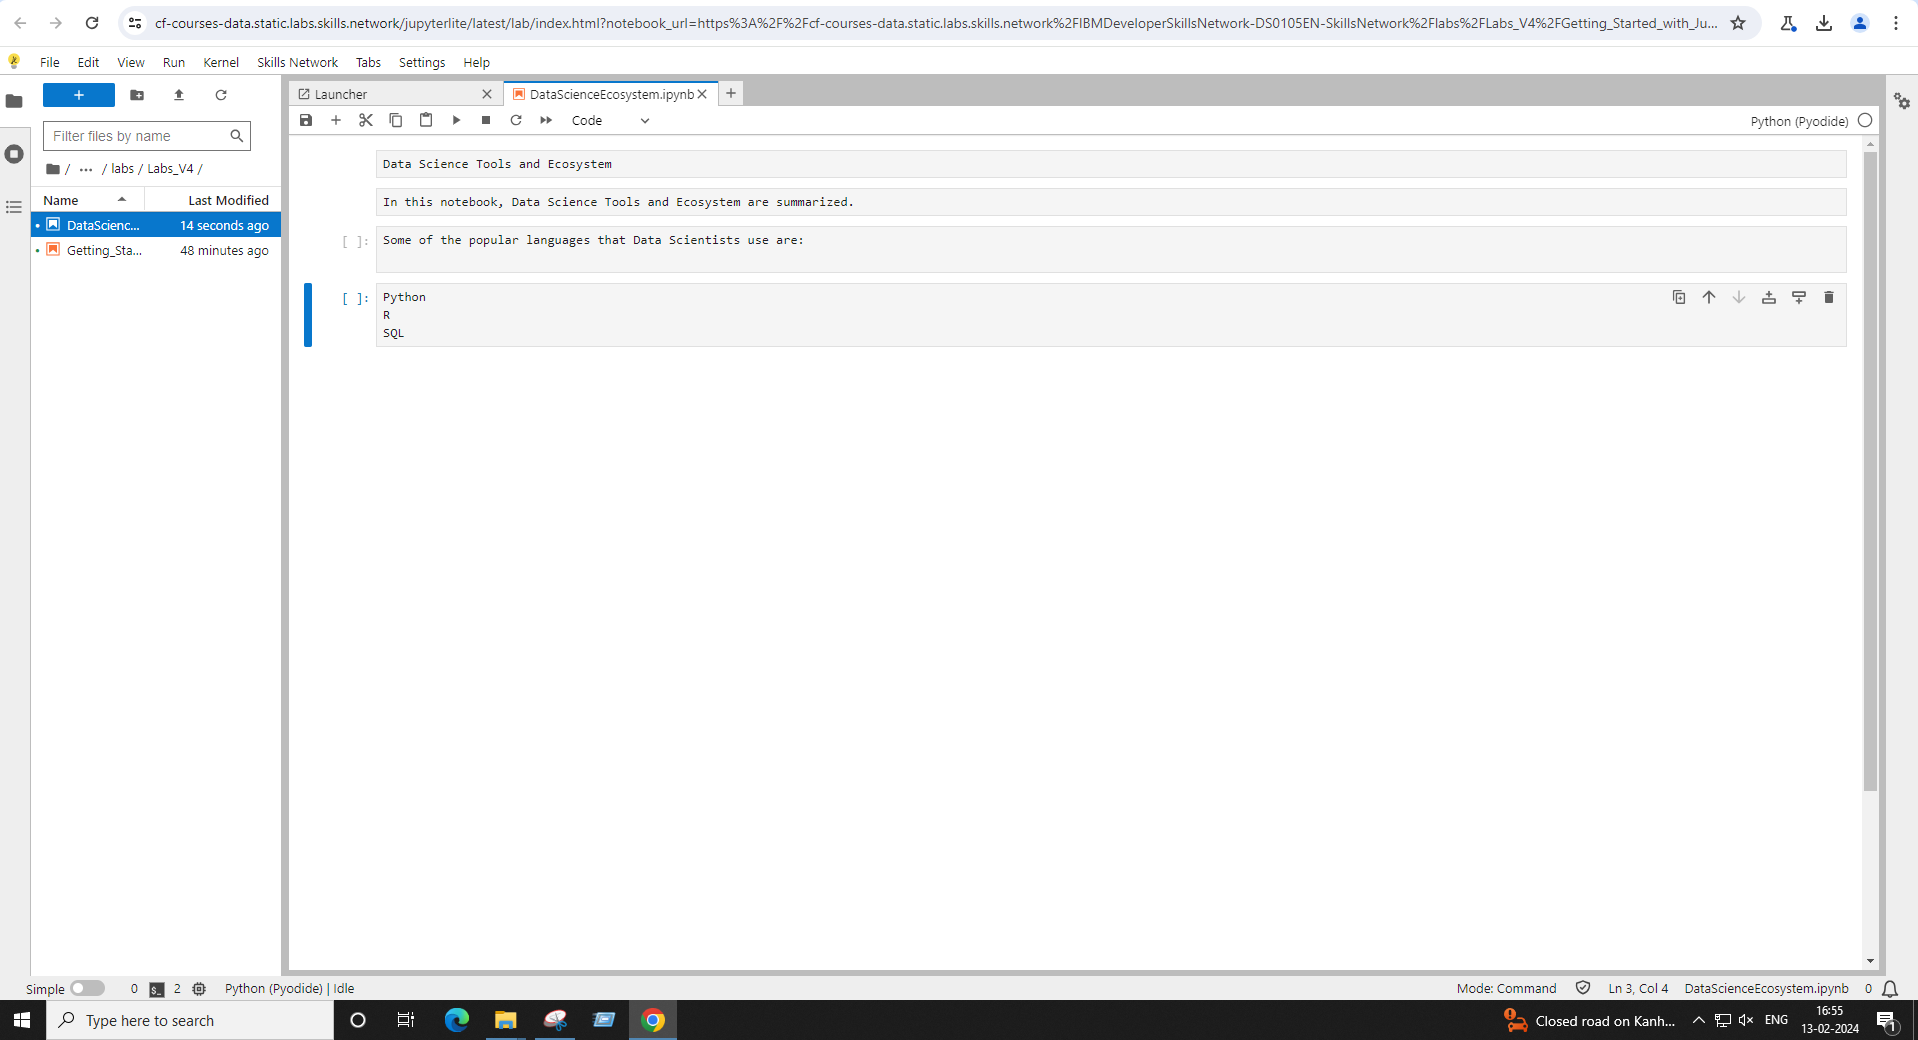 cf-courses-data.static.labs.skills.network/jupyterlite/latest/lab/index.html?notebook_url=https%3A%2F%2Fcf-courses-data.static.labs.skills.network%2FIBMDeveloperSkillsNetwork-DS0105EN-SkillsNetwork%2Flabs%2FLabs_V4%2FGetting_Started_with_Ju...
File Edit View Run Kernel Skills Network Tabs Settings Help
+
Launcher
DataScienceEcosystem.ipynb
Filter files by name
Code
Python (Pyodide)
/ ... / labs / Labs_V4 /
Name Last Modified
DataScienc... 14 seconds ago
Getting_Sta... 48 minutes ago
Data Science Tools and Ecosystem
In this notebook, Data Science Tools and Ecosystem are summarized.
[ ]: Some of the popular languages that Data Scientists use are:
[ ]: Python
R
SQL
Simple 0 2 Python (Pyodide) | Idle
Mode: Command Ln 3, Col 4 DataScienceEcosystem.ipynb 0
Type here to search
Closed road on Kanh...
ENG
16:55
13-02-2024
1